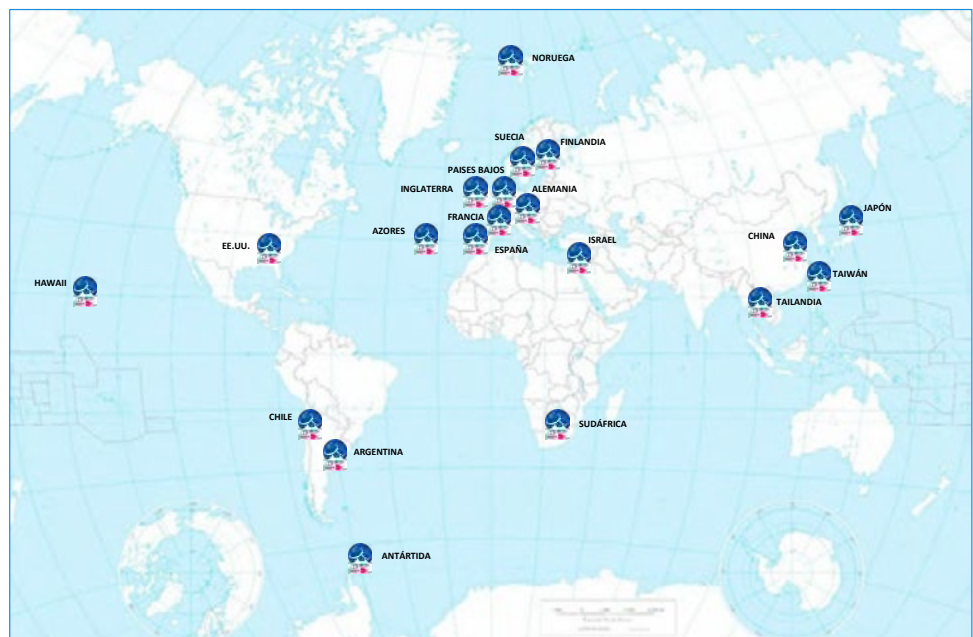 NORUEGA
SUECIA
FINLANDIA
PAISES BAJOS
INGLATERRA
ALEMANIA
FRANCIA
JAPÓN
AZORES
CHINA
EE.UU.
ISRAEL
ESPAÑA
HAWAII
TAIWÁN
TAILANDIA
CHILE
SUDÁFRICA
ARGENTINA
ANTÁRTIDA